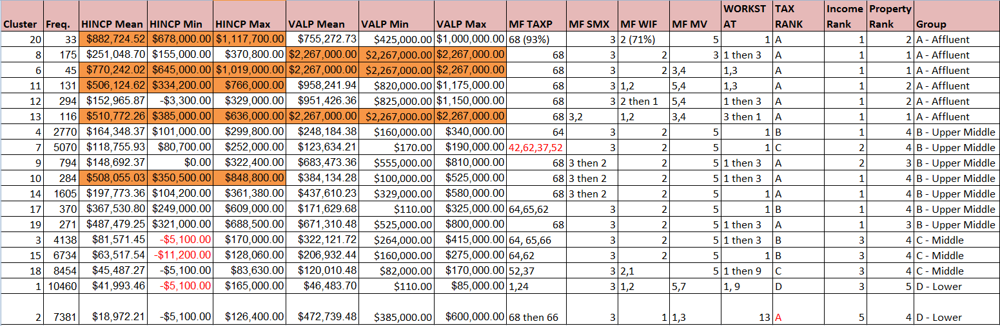 Cluster Freq. HINCP Mean HINCP Min HINCP Max VALP Mean VALP Min VALP Max MF TAXP MF SMX MF WIF MF MV WORKST AT TAX RANK Income Rank Property Rank Group
20 33 $882,724.52 $678,000.00 $1,117,700.00 $755,272.73 $425,000.00 $1,000,000.00 68 (93%) 3 2 (71%) 5 1 A 1 2 A - Affluent
8 175 $251,048.70 $155,000.00 $370,800.00 $2,267,000.00 $2,267,000.00 $2,267,000.00 68 3 2 3 1 then 3 A 1 1 A - Affluent
6 45 $770,242.02 $645,000.00 $1,019,000.00 $2,267,000.00 $2,267,000.00 $2,267,000.00 68 3 2 3,4 1,3 A 1 1 A - Affluent
11 131 $506,124.62 $334,200.00 $766,000.00 $958,241.94 $820,000.00 $1,175,000.00 68 3 1,2 5,4 1,3 A 1 2 A - Affluent
12 294 $152,965.87 -$3,300.00 $329,000.00 $951,426.36 $825,000.00 $1,150,000.00 68 3 2 then 1 5,4 1 then 3 A 1 2 A - Affluent
13 116 $510,772.26 $385,000.00 $636,000.00 $2,267,000.00 $2,267,000.00 $2,267,000.00 68 3,2 1,2 3,4 3 then 1 A 1 1 A - Affluent
4 2770 $164,348.37 $101,000.00 $299,800.00 $248,184.38 $160,000.00 $340,000.00 64 3 2 5 1 B 1 4 B - Upper Middle
7 5070 $118,755.93 $80,700.00 $252,000.00 $123,634.21 $170.00 $190,000.00 42,62,37,52 3 2 5 1 C 2 4 B - Upper Middle
9 794 $148,692.37 $0.00 $322,400.00 $683,473.36 $555,000.00 $810,000.00 68 3 then 2 2 5 1 then 3 A 2 3 B - Upper Middle
10 284 $508,055.03 $350,500.00 $848,800.00 $384,134.28 $100,000.00 $525,000.00 68 3 then 2 2 5 1 then 3 A 1 4 B - Upper Middle
14 1605 $197,773.36 $104,200.00 $361,380.00 $437,610.23 $329,000.00 $580,000.00 68 3 then 2 2 5 1 A 1 4 B - Upper Middle
17 370 $367,530.80 $249,000.00 $609,000.00 $171,629.68 $110.00 $325,000.00 64,65,62 3 2 5 1 B 1 4 B - Upper Middle
19 271 $487,479.25 $321,000.00 $688,500.00 $671,310.48 $525,000.00 $800,000.00 68 3 2 5 1 then 3 A 1 3 B - Upper Middle
3 4138 $81,571.45 -$5,100.00 $170,000.00 $322,121.72 $264,000.00 $415,000.00 64, 65,66 3 2 5 1 then 3 B 3 4 C - Middle
15 6734 $63,517.54 -$11,200.00 $128,060.00 $206,932.44 $160,000.00 $275,000.00 64,62 3 2 5 1 B 3 4 C - Middle
18 8454 $45,487.27 -$5,100.00 $83,630.00 $120,010.48 $82,000.00 $170,000.00 52,37 3 2,1 5 1 then 9 C 3 4 C - Middle
1 10460 $41,993.46 -$5,100.00 $165,000.00 $46,483.70 $110.00 $85,000.00 1,24 3 1,2 5,7 1, 9 D 3 5 D - Lower
2 7381 $18,972.21 -$5,100.00 $126,400.00 $472,739.48 $385,000.00 $600,000.00 68 then 66 3 1 1,3 13 A 5 4 D - Lower